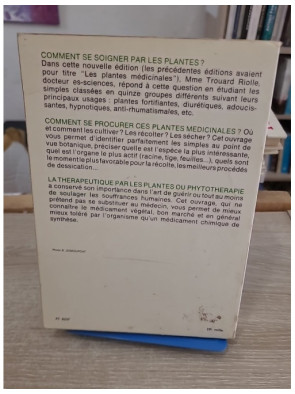 COMMENT SE SOIGNER PAR LES PLANTES ?
Dans cette nouvelle édition (les précédentes éditions avaient
pour titre "Les plantes médicinales"), Mme Trouard Riolle,
docteur es-sciences, répond à cette question en étudiant les
simples classées en quinze groupes différents suivant leurs
principaux usages : plantes fortifiantes, diurétiques, adoucis-
santes, hypnotiques, anti-rhumatismales, etc.
COMMENT SE PROCURER CES PLANTES MEDICINALES ? Où
et comment les cultiver ? Les récolter ? Les sécher ? Cet ouvrage
vous permet d'identifier parfaitement les simples au point de
vue botanique, préciser quelle est l'espèce la plus intéressante,
quel est l'organe le plus actif (racine, tige, feuilles...), quels sont
le moment le plus favorable pour la récolte, les meilleurs procédés
de dessication...
LA THERAPEUTIQUE PAR LES PLANTES OU PHYTOTHERAPIE
a conservé son importance dans l'art de guérir ou tout au moins
de soulager les souffrances humaines. Cet ouvrage, qui ne
prétend pas se substituer au médecin, vous permet de mieux
connaître le médicament végétal, bon marché et en général
mieux toléré par l'organisme qu'un médicament chimique de
synthèse.